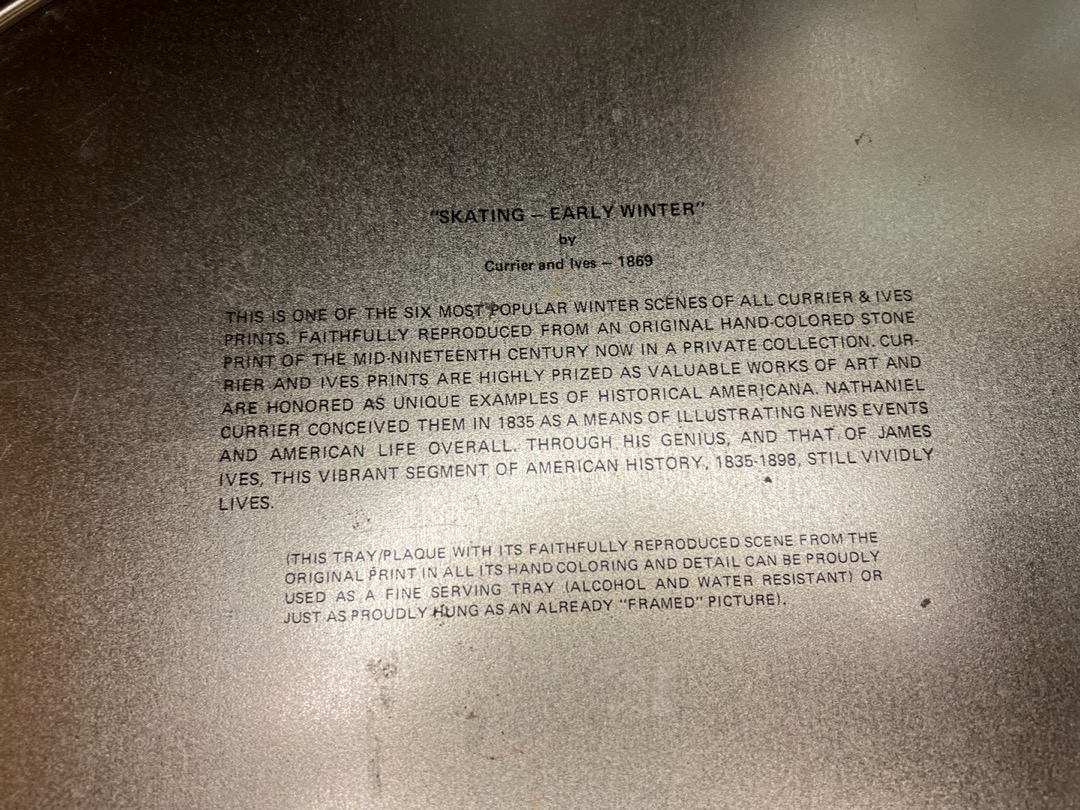 "SKATING – EARLY WINTER"
by
Currier and Ives – 1869
THIS IS ONE OF THE SIX MOST POPULAR WINTER SCENES OF ALL CURRIER & IVES
PRINTS. FAITHFULLY REPRODUCED FROM AN ORIGINAL HAND-COLORED STONE
PRINT OF THE MID-NINETEENTH CENTURY NOW IN A PRIVATE COLLECTION. CUR-
RIER AND IVES PRINTS ARE HIGHLY PRIZED AS VALUABLE WORKS OF ART AND
ARE HONORED AS UNIQUE EXAMPLES OF HISTORICAL AMERICANA. NATHANIEL
CURRIER CONCEIVED THEM IN 1835 AS A MEANS OF ILLUSTRATING NEWS EVENTS
AND AMERICAN LIFE OVERALL. THROUGH HIS GENIUS, AND THAT OF JAMES
IVES, THIS VIBRANT SEGMENT OF AMERICAN HISTORY, 1835-1898, STILL VIVIDLY
LIVES.
(THIS TRAY/PLAQUE WITH ITS FAITHFULLY REPRODUCED SCENE FROM THE
ORIGINAL PRINT IN ALL ITS HAND COLORING AND DETAIL CAN BE PROUDLY
USED AS A FINE SERVING TRAY (ALCOHOL AND WATER RESISTANT) OR
JUST AS PROUDLY HUNG AS AN ALREADY "FRAMED" PICTURE).